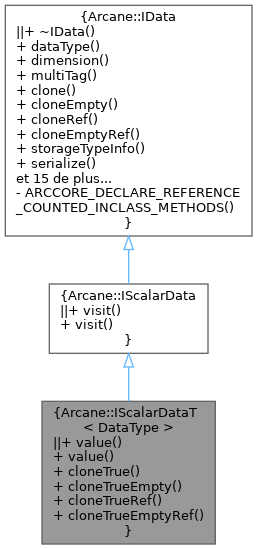 {Arcane::IData
||+ ~IData()
+ dataType()
+ dimension()
+ multiTag()
+ clone()
+ cloneEmpty()
+ cloneRef()
+ cloneEmptyRef()
+ storageTypeInfo()
+ serialize()
et 15 de plus...
- ARCCORE_DECLARE_REFERENCE
_COUNTED_INCLASS_METHODS()
}
{Arcane::IScalarData
||+ visit()
+ visit()
}
{Arcane::IScalarDataT
< DataType >
||+ value()
+ value()
+ cloneTrue()
+ cloneTrueEmpty()
+ cloneTrueRef()
+ cloneTrueEmptyRef()
}